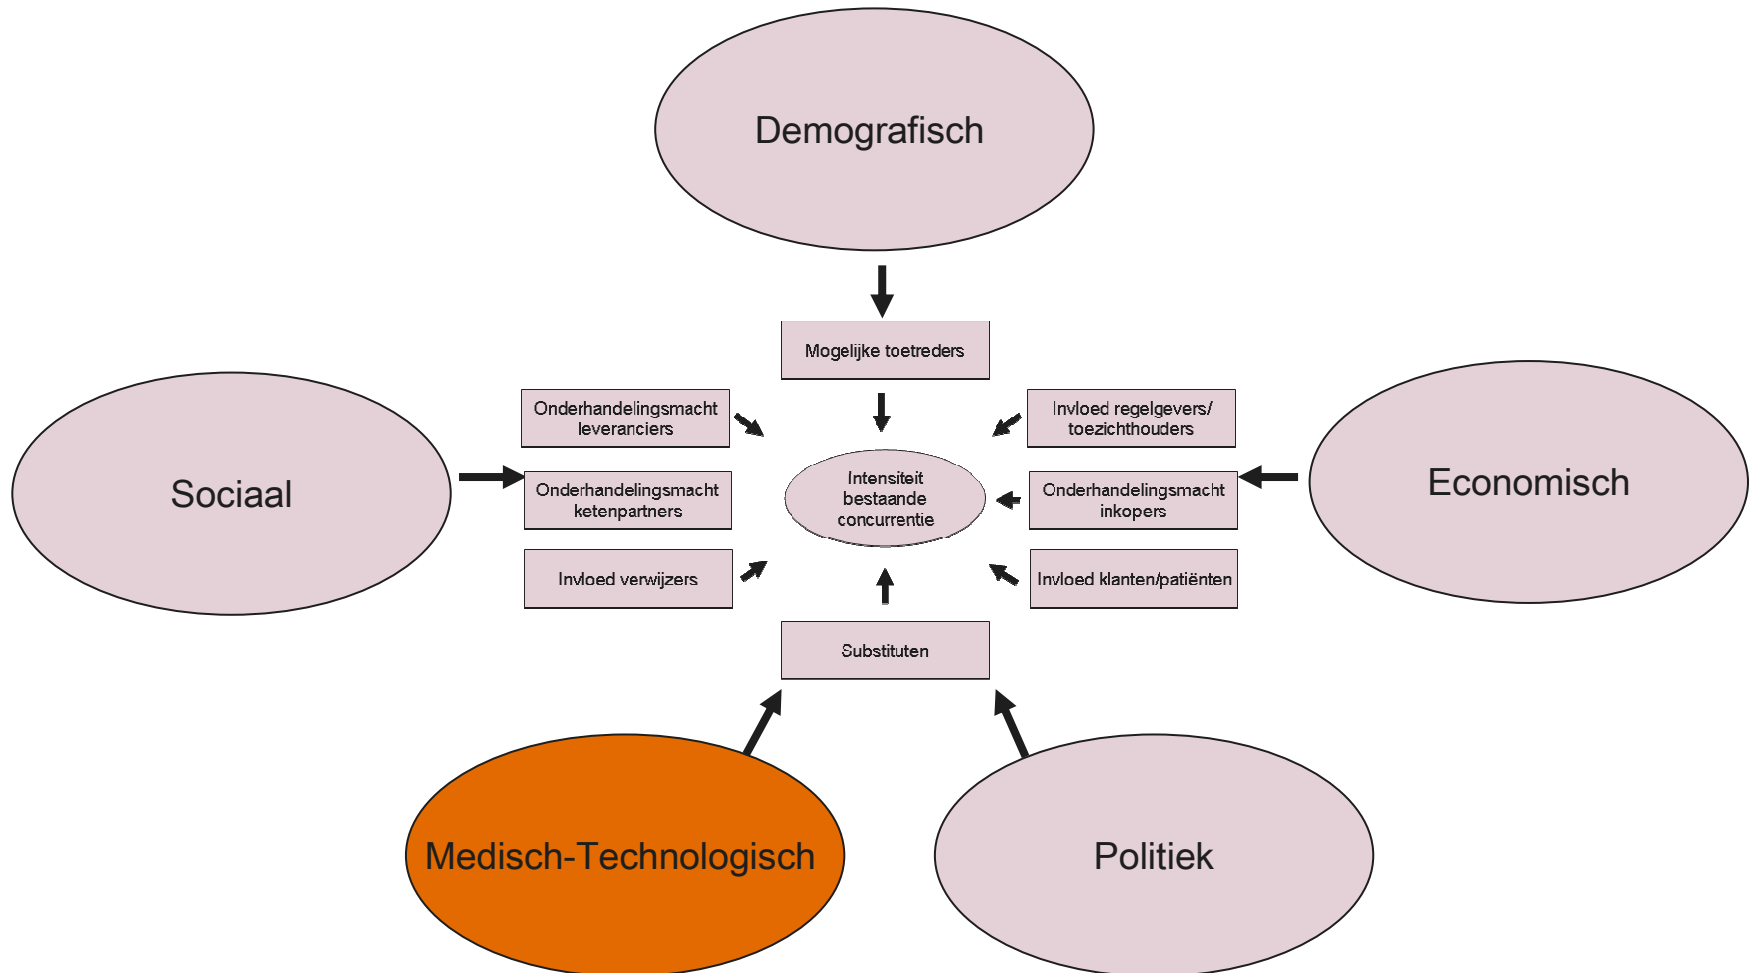 Demografisch
Mogelijke toetreders
Onderhandelingsmacht
leveranciers
Invloed regelgevers/
toezichthouders
Sociaal
Onderhandelingsmacht
ketenpartners
Intensiteit
bestaande
concurrentie
Onderhandelingsmacht
inkopers
Economisch
Invloed verwijzers
Invloed klanten/patiënten
Substituten
Medisch-Technologisch
Politiek